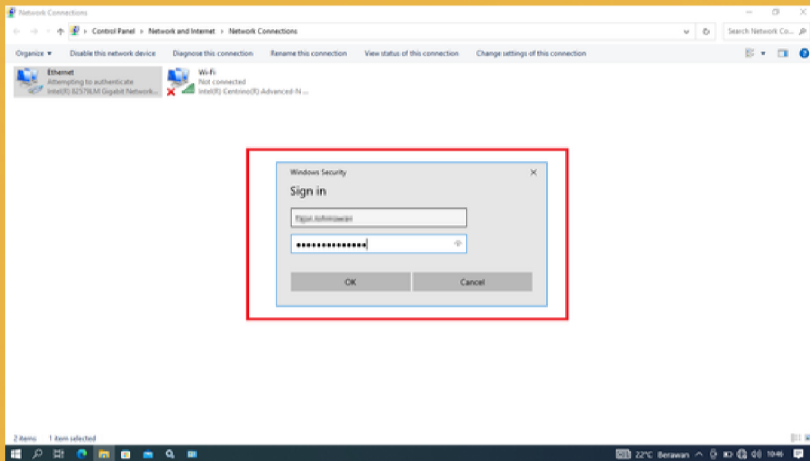 Network Connections
Control Panel > Network and Internet > Network Connections
Search Network Co...
Organize
Disable this network device
Diagnose this connection
Rename this connection
View status of this connection
Change settings of this connection
Ethernet
Attempting to authenticate
Intel(R) 82579LM Gigabit Network...
Wi-Fi
Not connected
Intel(R) Centrino(R) Advanced-N ...
Windows Security
Sign in
OK
Cancel
2 items
1 item selected
22°C Berawan
10:46